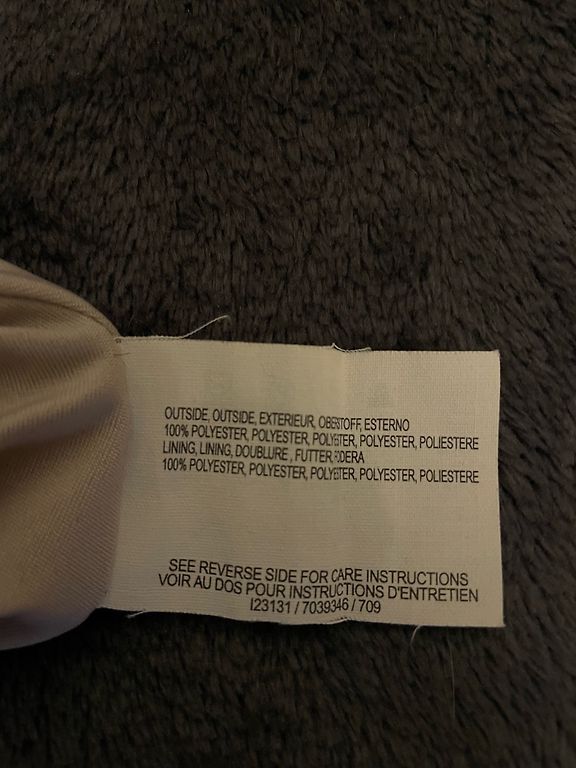 OUTSIDE, OUTSIDE, EXTERIEUR, OBERSTOFF, ESTERNO
100% POLYESTER, POLYESTER, POLYESTER, POLYESTER, POLIESTERE
LINING, LINING, DOUBLURE, FUTTER
100% POLYESTER, POLYESTER, POLYESTER, POLYESTER, POLIESTERE
SEE REVERSE SIDE FOR CARE INSTRUCTIONS
VOIR AU DOS POUR INSTRUCTIONS D'ENTRETIEN
I23131 / 7039346 / 709